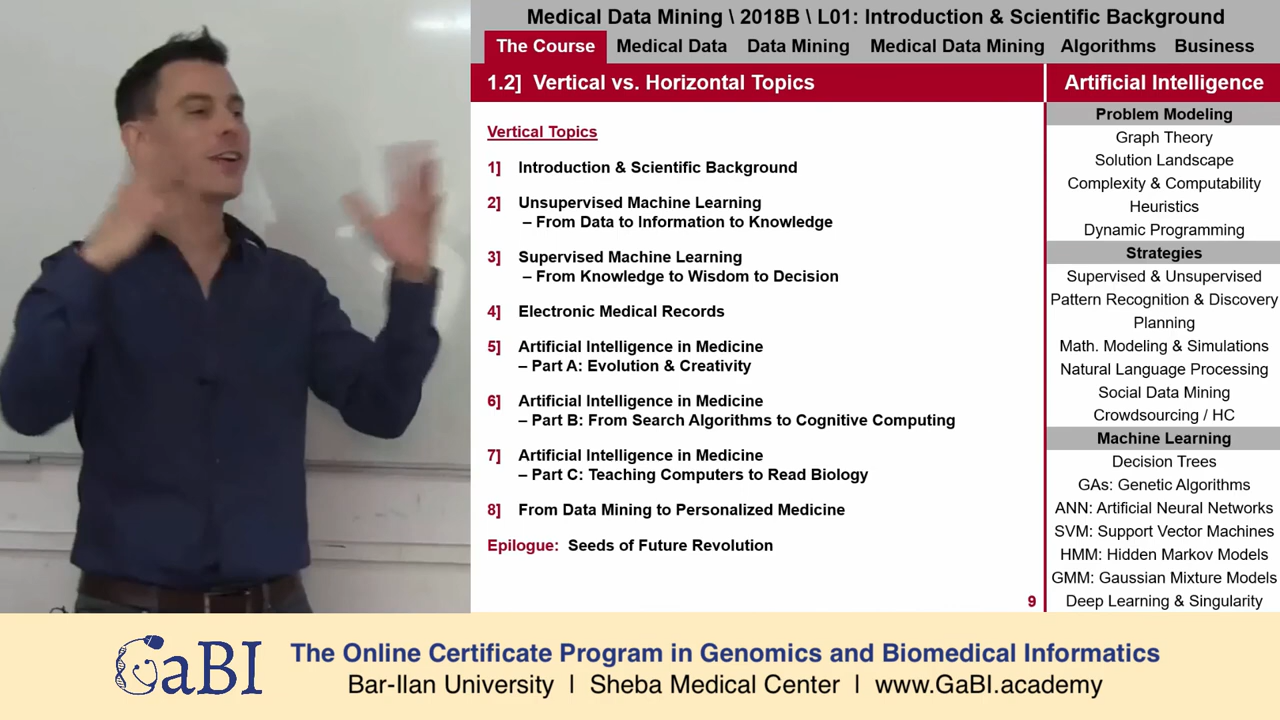 Medical Data Mining \ 2018B \ L01: Introduction & Scientific Background
The Course Medical Data Data Mining Medical Data Mining Algorithms Business
1.2] Vertical vs. Horizontal Topics
Vertical Topics
1] Introduction & Scientific Background
2] Unsupervised Machine Learning
– From Data to Information to Knowledge
3] Supervised Machine Learning
– From Knowledge to Wisdom to Decision
4] Electronic Medical Records
5] Artificial Intelligence in Medicine
– Part A: Evolution & Creativity
6] Artificial Intelligence in Medicine
– Part B: From Search Algorithms to Cognitive Computing
7] Artificial Intelligence in Medicine
– Part C: Teaching Computers to Read Biology
8] From Data Mining to Personalized Medicine
Epilogue: Seeds of Future Revolution
9
Artificial Intelligence
Problem Modeling
Graph Theory
Solution Landscape
Complexity & Computability
Heuristics
Dynamic Programming
Strategies
Supervised & Unsupervised
Pattern Recognition & Discovery
Planning
Math. Modeling & Simulations
Natural Language Processing
Social Data Mining
Crowdsourcing / HC
Machine Learning
Decision Trees
GAs: Genetic Algorithms
ANN: Artificial Neural Networks
SVM: Support Vector Machines
HMM: Hidden Markov Models
GMM: Gaussian Mixture Models
Deep Learning & Singularity
GaBI
The Online Certificate Program in Genomics and Biomedical Informatics
Bar-Ilan University | Sheba Medical Center | www.GaBI.academy